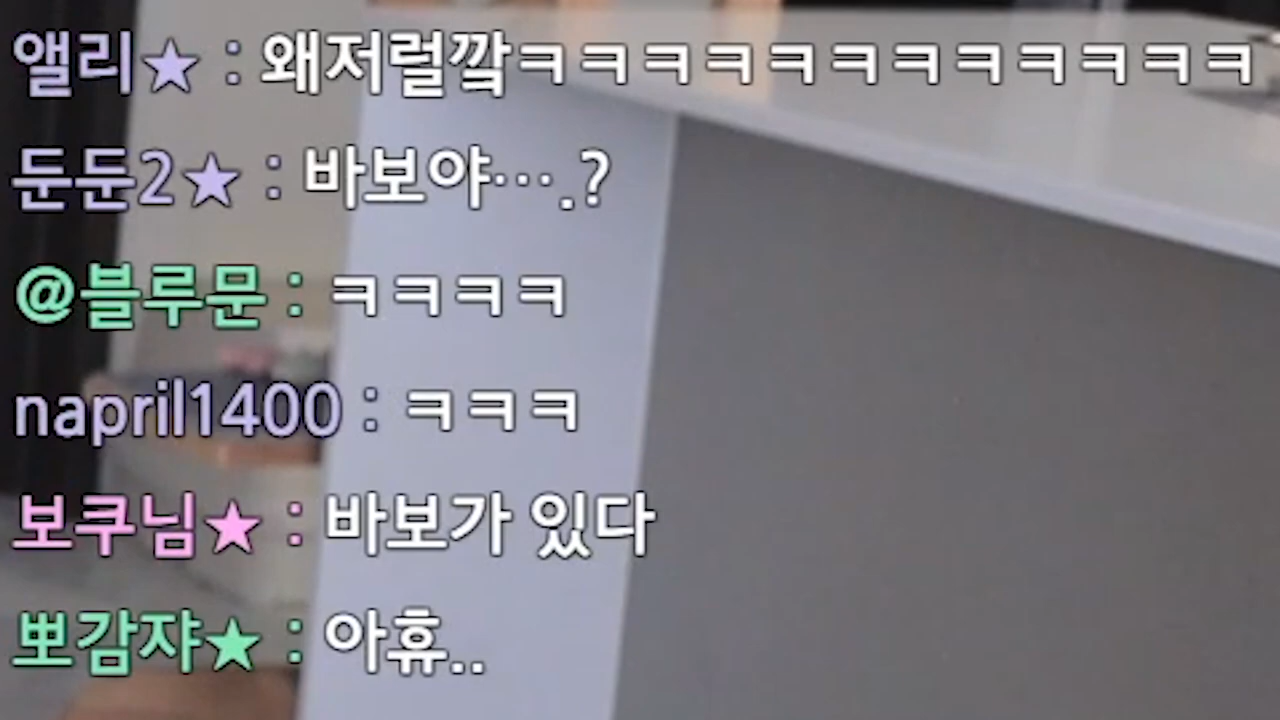 앨리★ : 왜저럴깤ㅋㅋㅋㅋㅋㅋㅋㅋㅋㅋㅋㅋ
둔둔2★ : 바보야….?
@블루문 : ㅋㅋㅋㅋ
napril1400 : ㅋㅋㅋ
보쿠님★ : 바보가 있다
뽀감쟈★ : 아휴..